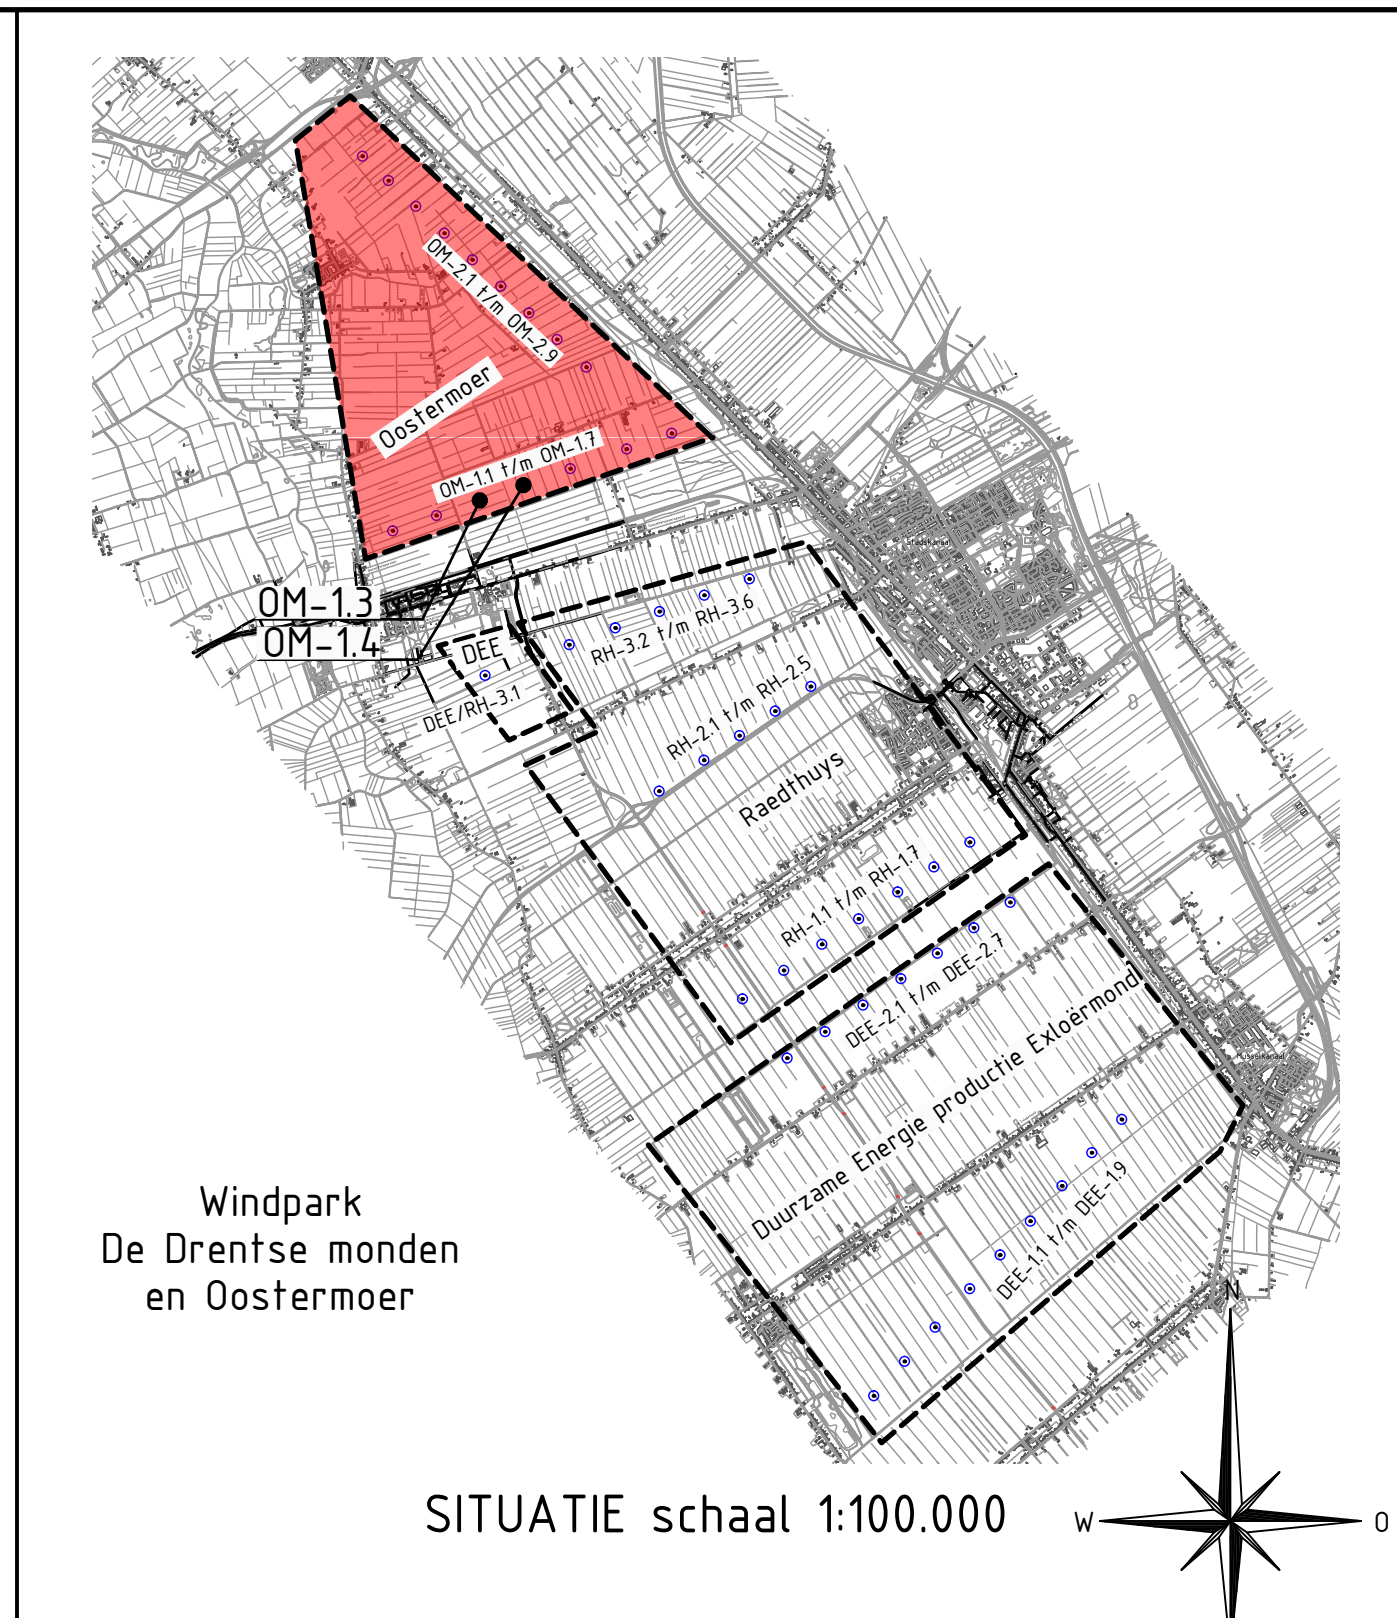 OM-2.1 t/m OM-2.9
Oostermoer
OM-1.1 t/m OM-1.7
Stadskanaal
OM-1.3
OM-1.4
DEE
DEE/RH-3.1
RH-3.2 t/m RH-3.6
RH-2.1 t/m RH-2.5
Raedthuys
RH-1.1 t/m RH-1.7
DEE-2.1 t/m DEE-2.7
Duurzame Energie productie Exloërmond
Musselkanaal
DEE-1.1 t/m DEE-1.9
Windpark
De Drentse monden
en Oostermoer
N
SITUATIE schaal 1:100.000
W
O